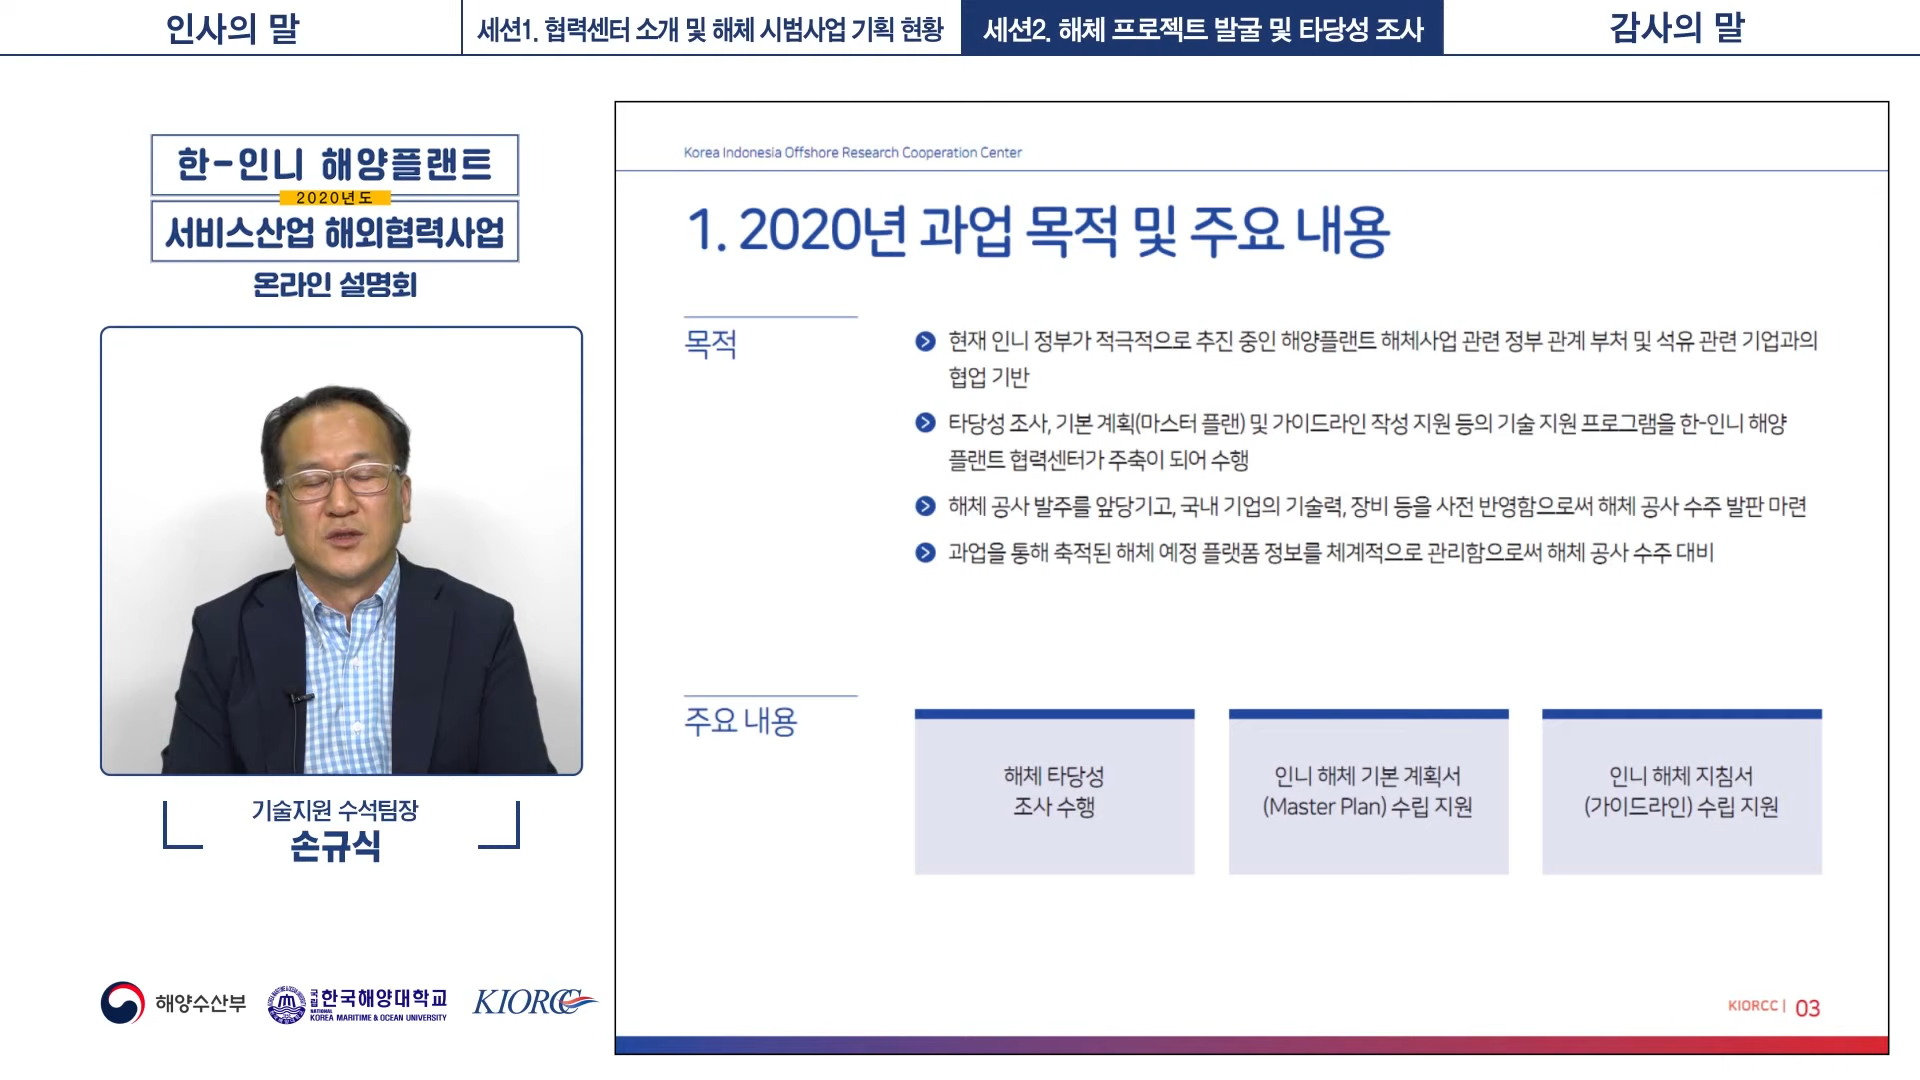 인사의 말
세션1. 협력센터 소개 및 해체 시범사업 기획 현황
세션2. 해체 프로젝트 발굴 및 타당성 조사
감사의 말
한-인니 해양플랜트
2020년도
서비스산업 해외협력사업
온라인 설명회
기술지원 수석팀장
손규식
해양수산부
국립한국해양대학교
NATIONAL
KOREA MARITIME & OCEAN UNIVERSITY
KIORCC
Korea Indonesia Offshore Research Cooperation Center
1. 2020년 과업 목적 및 주요 내용
목적
현재 인니 정부가 적극적으로 추진 중인 해양플랜트 해체사업 관련 정부 관계 부처 및 석유 관련 기업과의
협업 기반
타당성 조사, 기본 계획(마스터 플랜) 및 가이드라인 작성 지원 등의 기술 지원 프로그램을 한-인니 해양
플랜트 협력센터가 주축이 되어 수행
해체 공사 발주를 앞당기고, 국내 기업의 기술력, 장비 등을 사전 반영함으로써 해체 공사 수주 발판 마련
과업을 통해 축적된 해체 예정 플랫폼 정보를 체계적으로 관리함으로써 해체 공사 수주 대비
주요 내용
해체 타당성
조사 수행
인니 해체 기본 계획서
(Master Plan) 수립 지원
인니 해체 지침서
(가이드라인) 수립 지원
KIORCC | 03